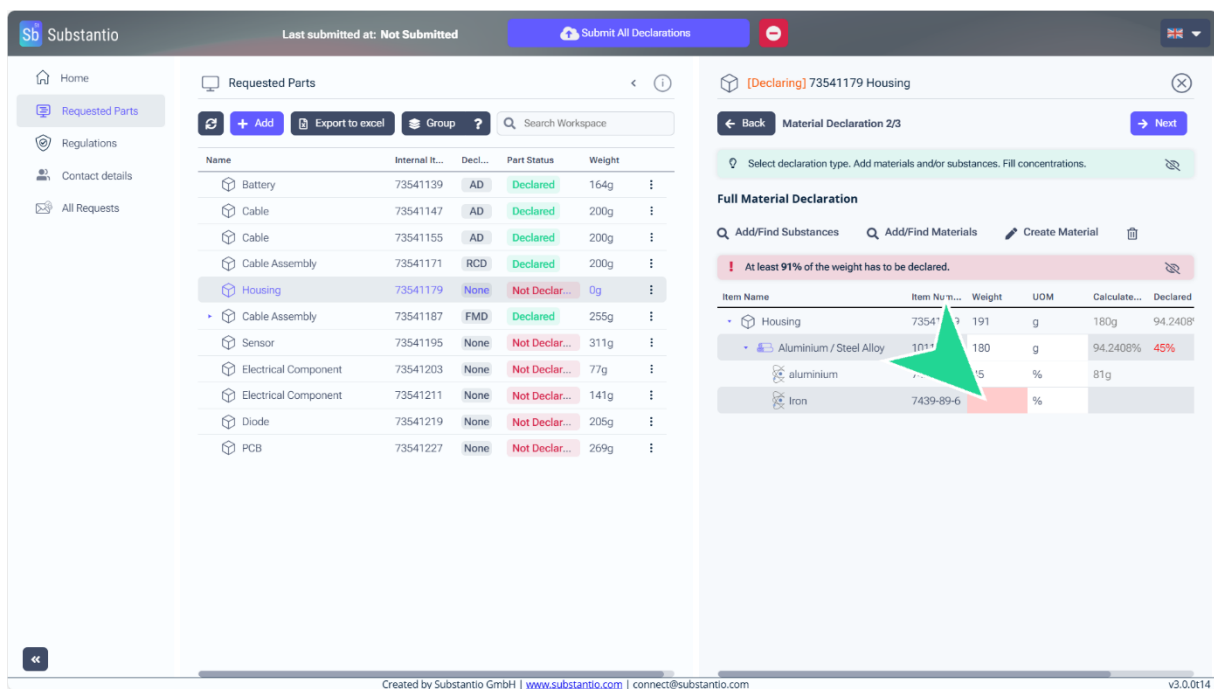 Sb Substantio
Last submitted at: Not Submitted
Submit All Declarations
Home
Requested Parts
Regulations
Contact details
All Requests
Requested Parts
+ Add
Export to excel
Group ?
Search Workspace
Name Internal It... Decl... Part Status Weight
Battery 73541139 AD Declared 164g
Cable 73541147 AD Declared 200g
Cable 73541155 AD Declared 200g
Cable Assembly 73541171 RCD Declared 200g
Housing 73541179 None Not Declar... 0g
Cable Assembly 73541187 FMD Declared 255g
Sensor 73541195 None Not Declar... 311g
Electrical Component 73541203 None Not Declar... 77g
Electrical Component 73541211 None Not Declar... 141g
Diode 73541219 None Not Declar... 205g
PCB 73541227 None Not Declar... 269g
[Declaring] 73541179 Housing
Back Material Declaration 2/3 Next
Select declaration type. Add materials and/or substances. Fill concentrations.
Full Material Declaration
Add/Find Substances Add/Find Materials Create Material
! At least 91% of the weight has to be declared.
Item Name Item Num... Weight UOM Calculate... Declared
Housing 191 g 180g 94.2408
Aluminium / Steel Alloy 180 g 94.2408% 45%
aluminium % 81g
Iron 7439-89-6 %
Created by Substantio GmbH | www.substantio.com | connect@substantio.com
v3.0.0t14